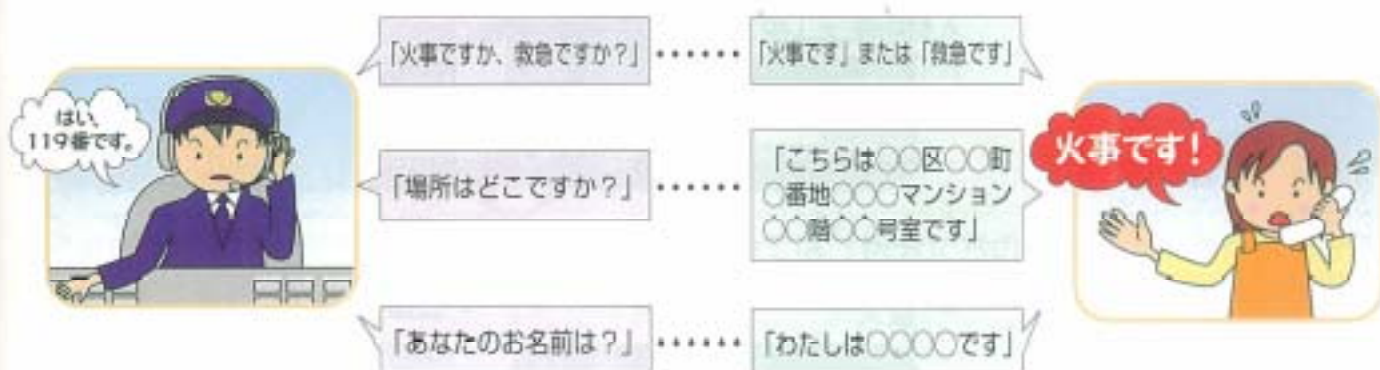 はい、
119番です。
「火事ですか、救急ですか？」……「火事です」または「救急です」
火事です！
「場所はどこですか？」……「こちらは○○区○○町
○番地○○○マンション
○○階○○号室です」
「あなたのお名前は？」……「わたしは○○○○です」